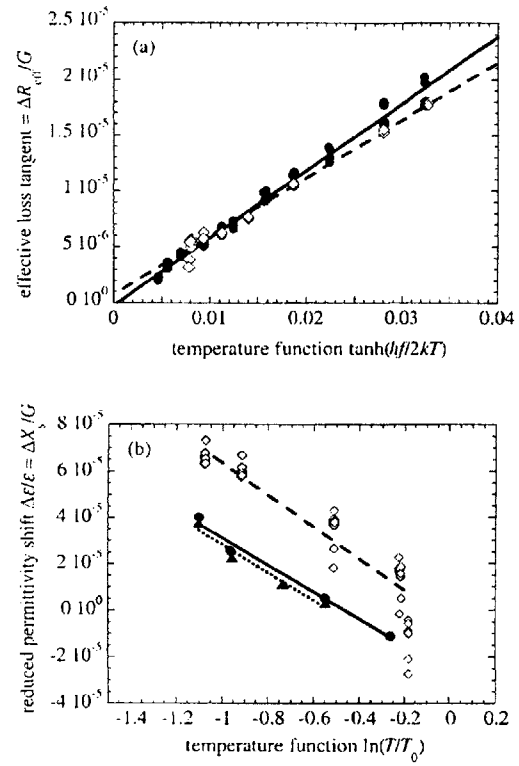 2.5 10⁻⁵
(a)
2 10⁻⁵
1.5 10⁻⁵
1 10⁻⁵
5 10⁻⁶
0 10⁰
effective loss tangent = ΔR_eff/G
0 0.01 0.02 0.03 0.04
temperature function tanh(hf/2kT)
8 10⁻⁵
(b)
6 10⁻⁵
4 10⁻⁵
2 10⁻⁵
0 10⁰
-2 10⁻⁵
-4 10⁻⁵
reduced permittivity shift Δε/ε = ΔX_s/G
-1.4 -1.2 -1 -0.8 -0.6 -0.4 -0.2 0 0.2
temperature function ln(T/T₀)